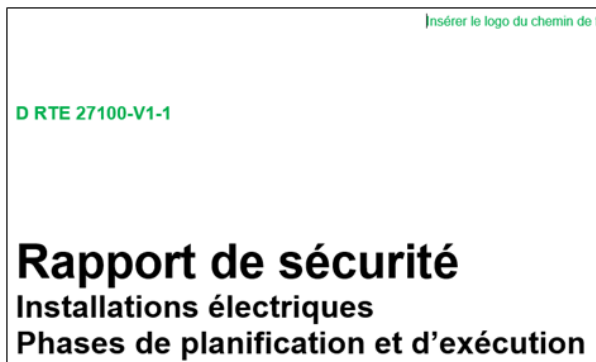 Insérer le logo du chemin de
D RTE 27100-V1-1
Rapport de sécurité
Installations électriques
Phases de planification et d'exécution